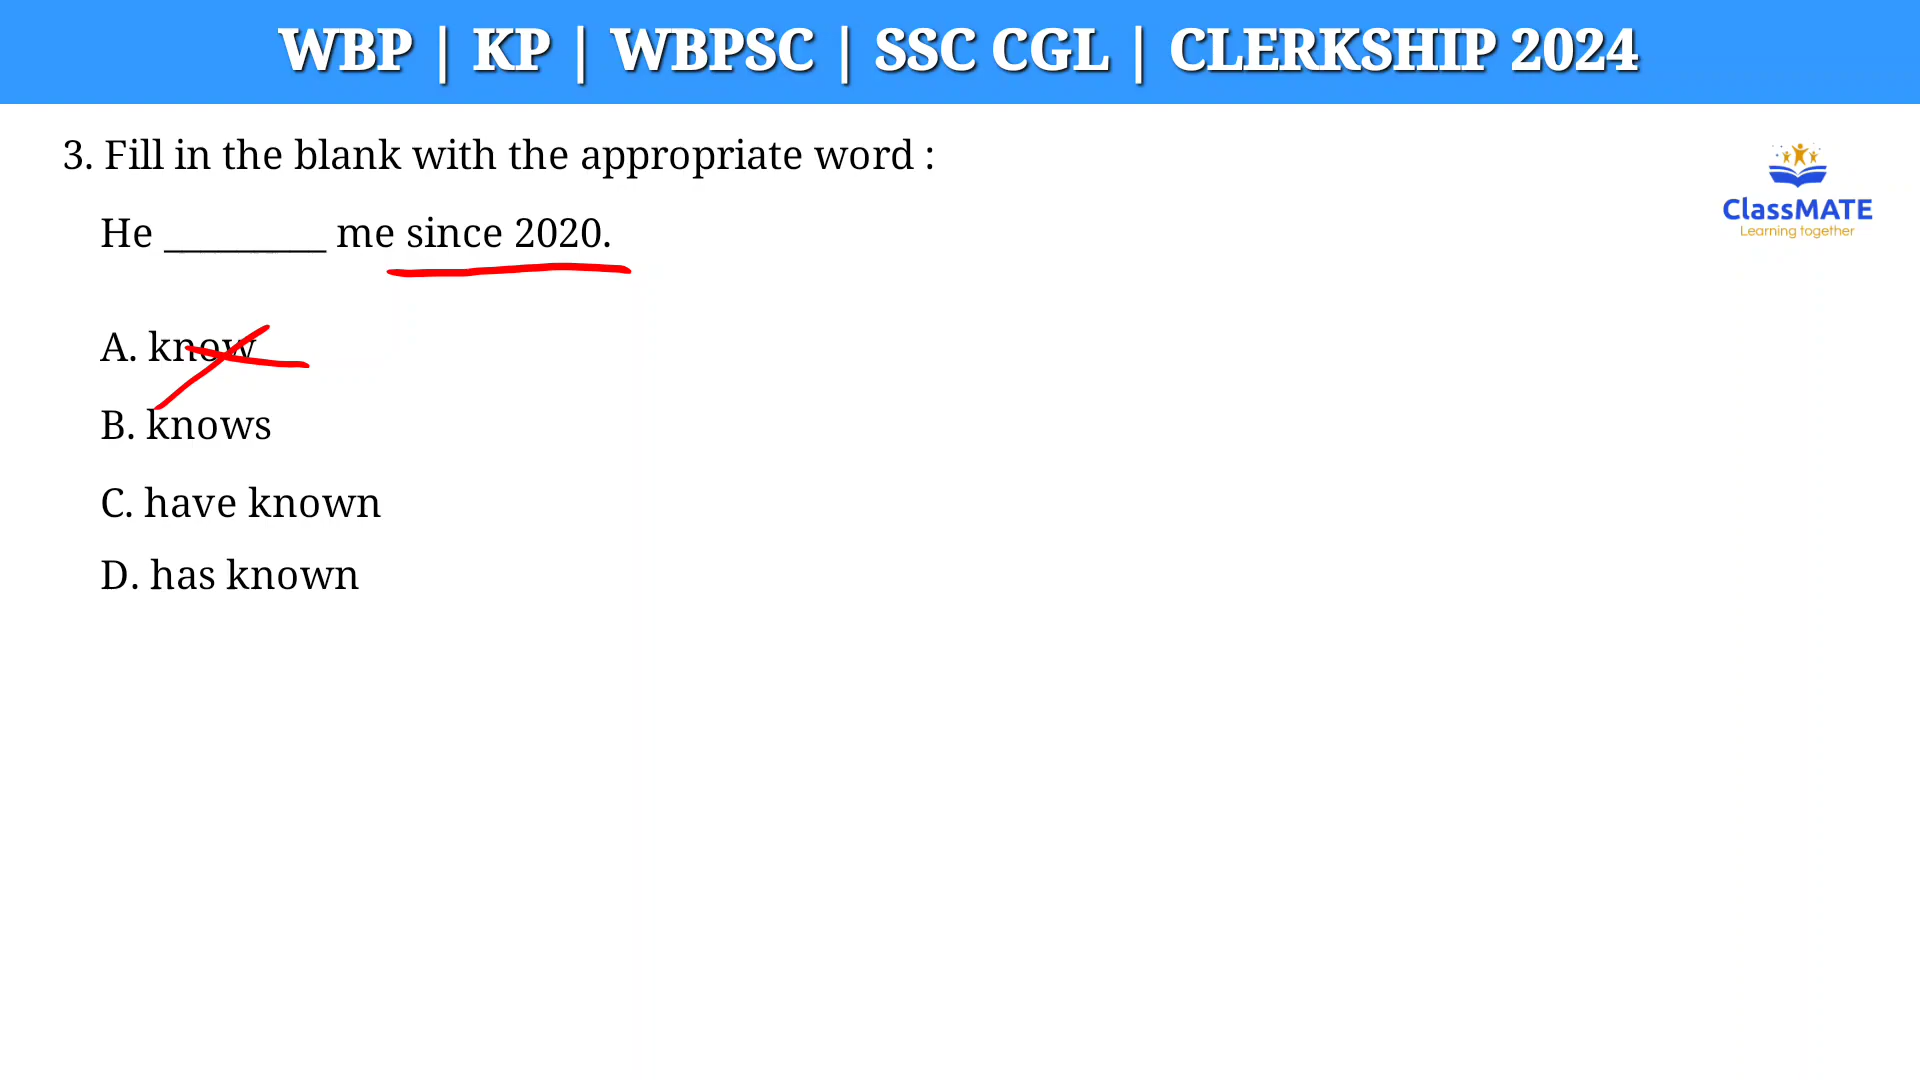 WBP | KP | WBPSC | SSC CGL | CLERKSHIP 2024
3. Fill in the blank with the appropriate word :
He _________ me since 2020.
A. know
B. knows
C. have known
D. has known
ClassMATE
Learning together